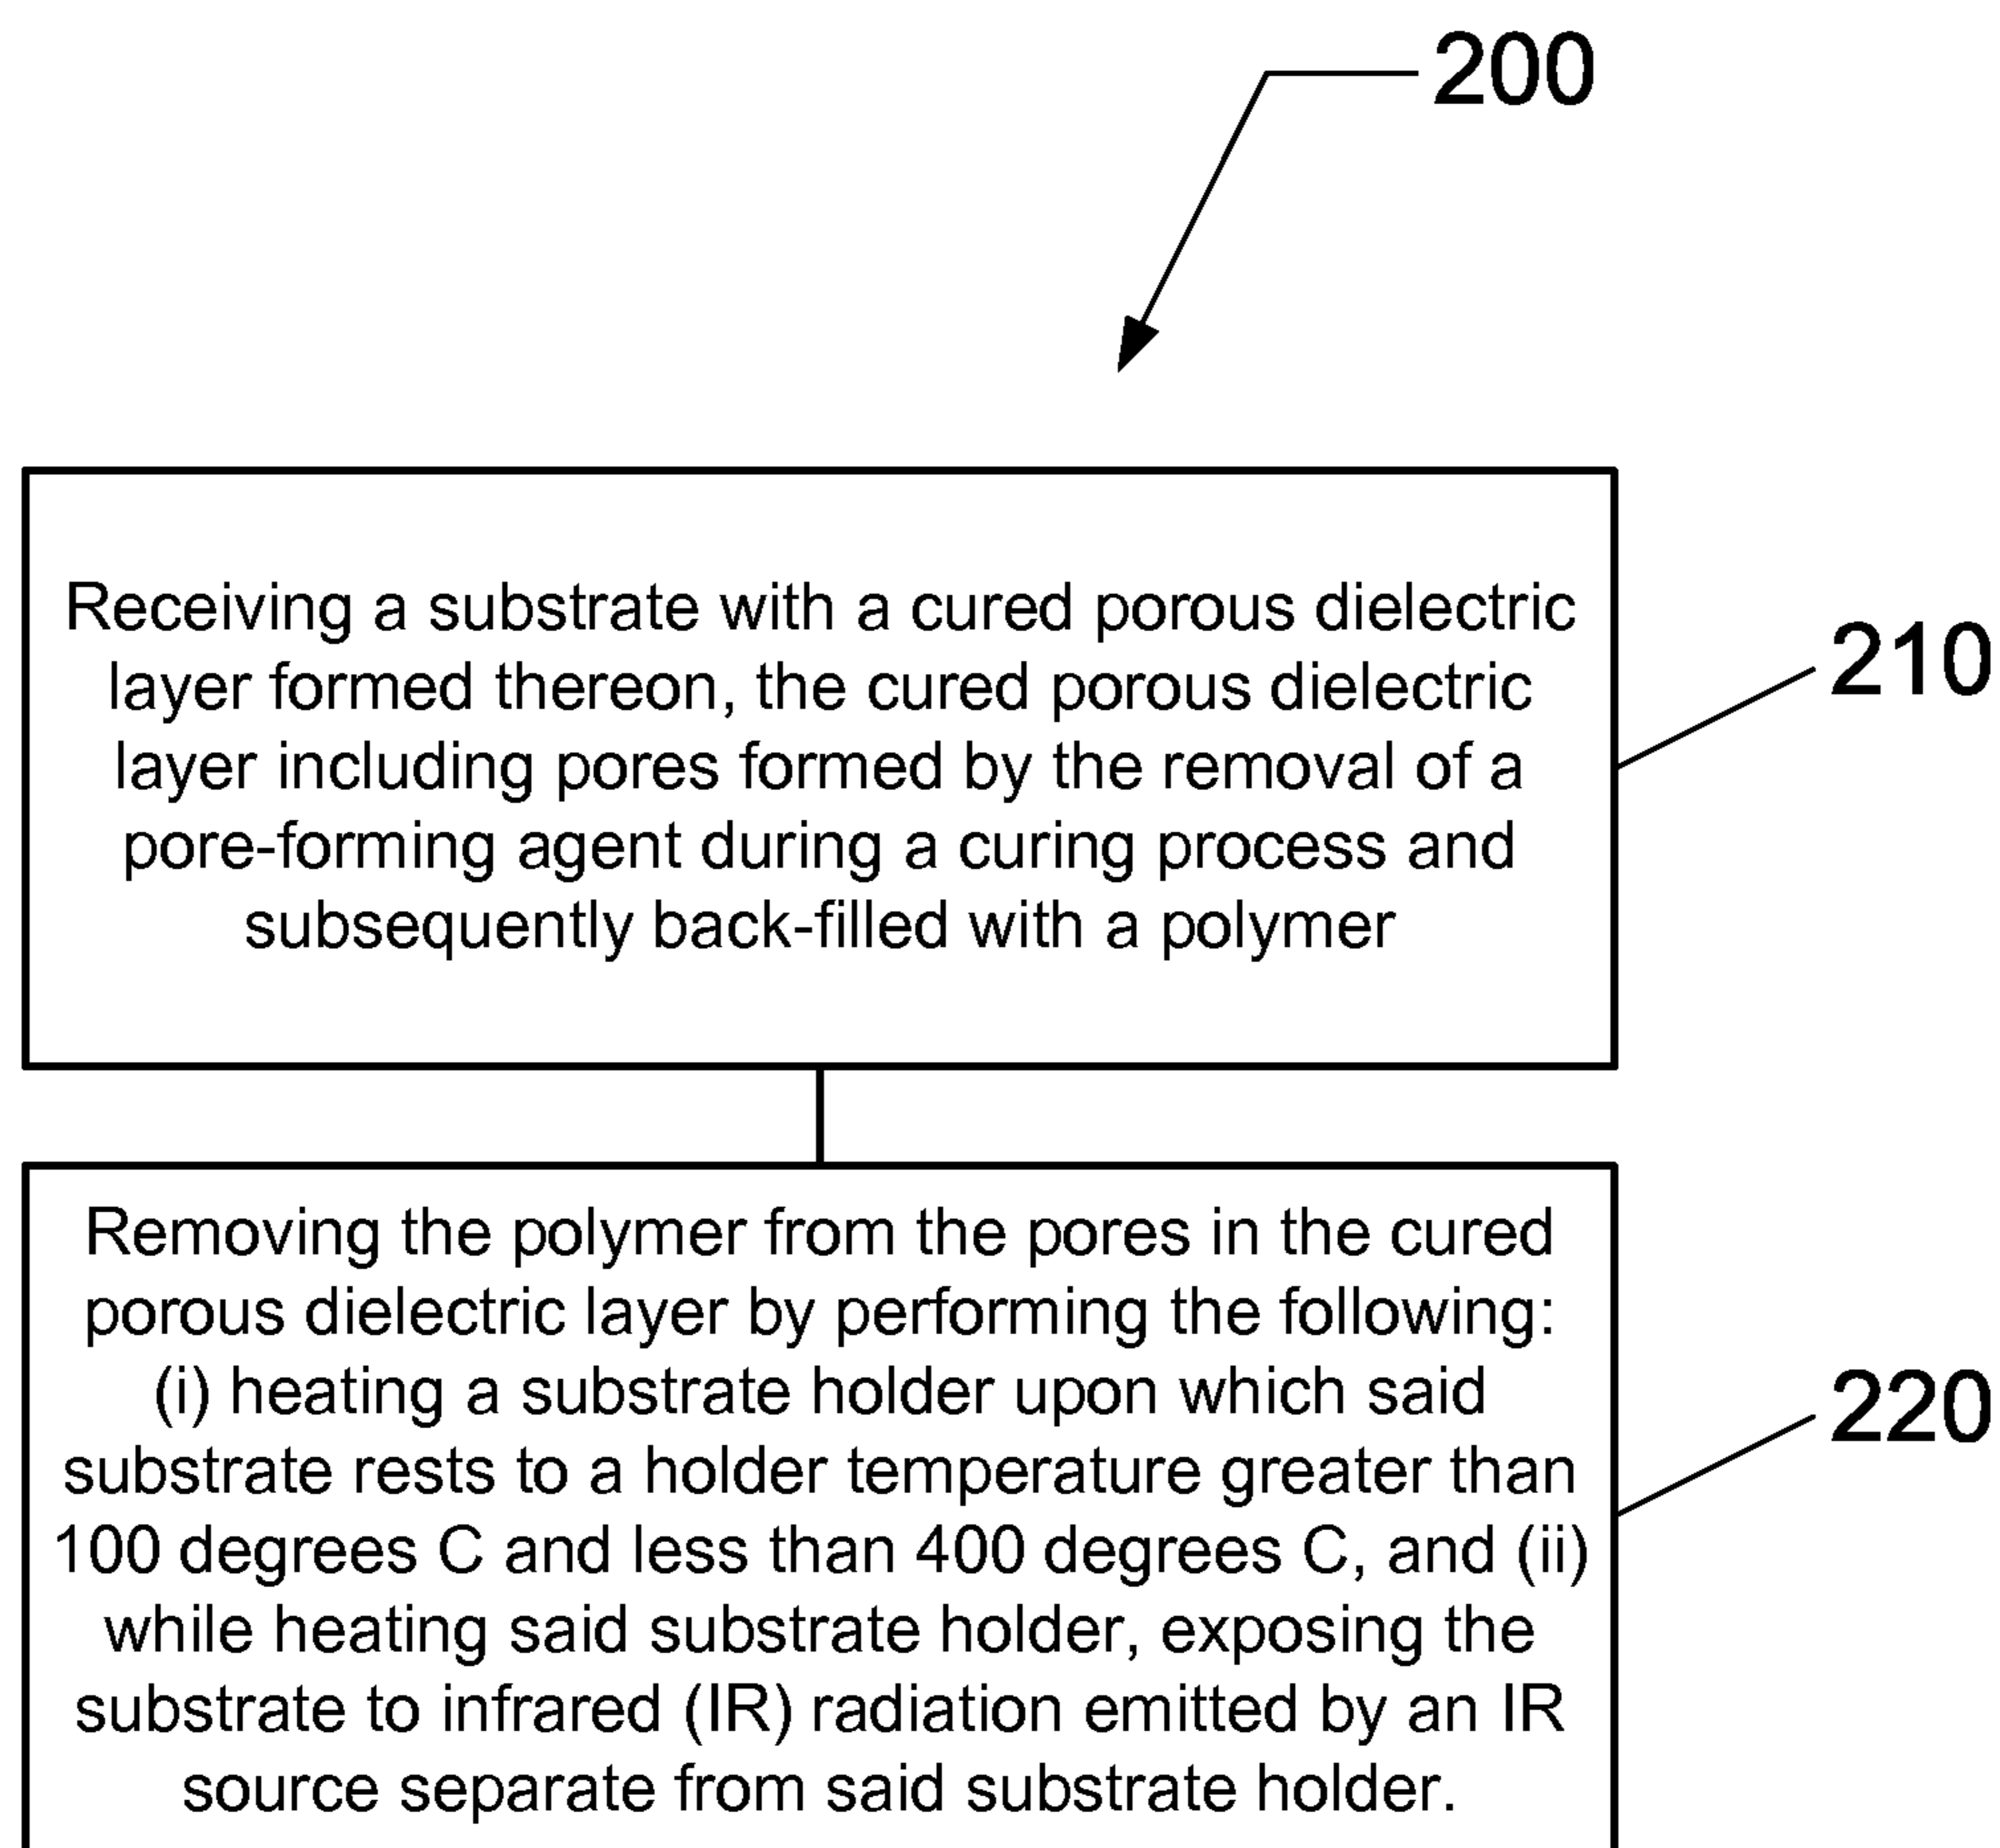 200
Receiving a substrate with a cured porous dielectric
layer formed thereon, the cured porous dielectric
layer including pores formed by the removal of a
pore-forming agent during a curing process and
subsequently back-filled with a polymer
210
Removing the polymer from the pores in the cured
porous dielectric layer by performing the following:
(i) heating a substrate holder upon which said
substrate rests to a holder temperature greater than
100 degrees C and less than 400 degrees C, and (ii)
while heating said substrate holder, exposing the
substrate to infrared (IR) radiation emitted by an IR
source separate from said substrate holder.
220